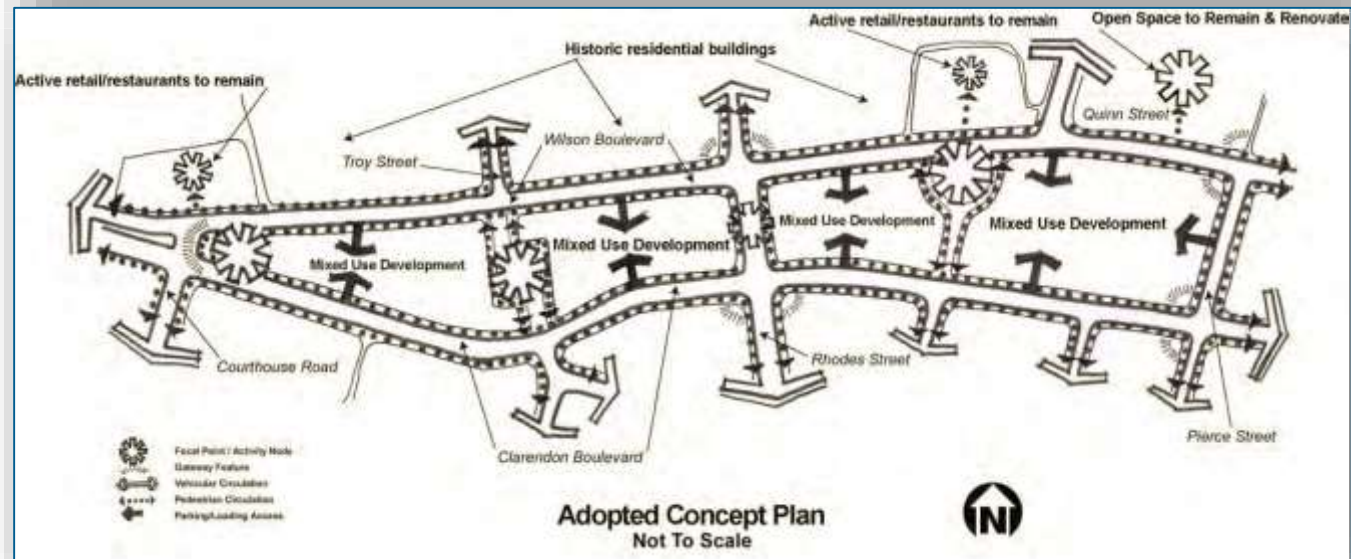 Active retail/restaurants to remain
Open Space to Remain & Renovate
Historic residential buildings
Active retail/restaurants to remain
Quinn Street
Wilson Boulevard
Troy Street
Mixed Use Development
Mixed Use Development
Mixed Use Development
Mixed Use Development
Courthouse Road
Rhodes Street
Pierce Street
Clarendon Boulevard
Focal Point / Activity Node
Gateway Feature
Vehicular Circulation
Pedestrian Circulation
Parking/Loading Access
Adopted Concept Plan
Not To Scale
N